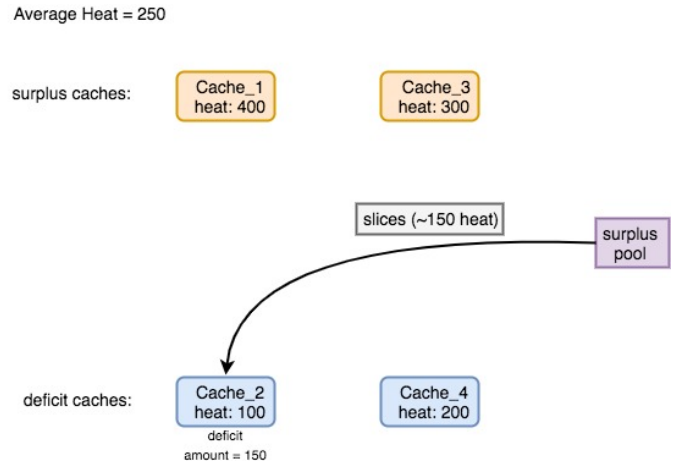 Average Heat = 250
surplus caches:
Cache_1
heat: 400
Cache_3
heat: 300
slices (~150 heat)
surplus
pool
deficit caches:
Cache_2
heat: 100
Cache_4
heat: 200
deficit
amount = 150